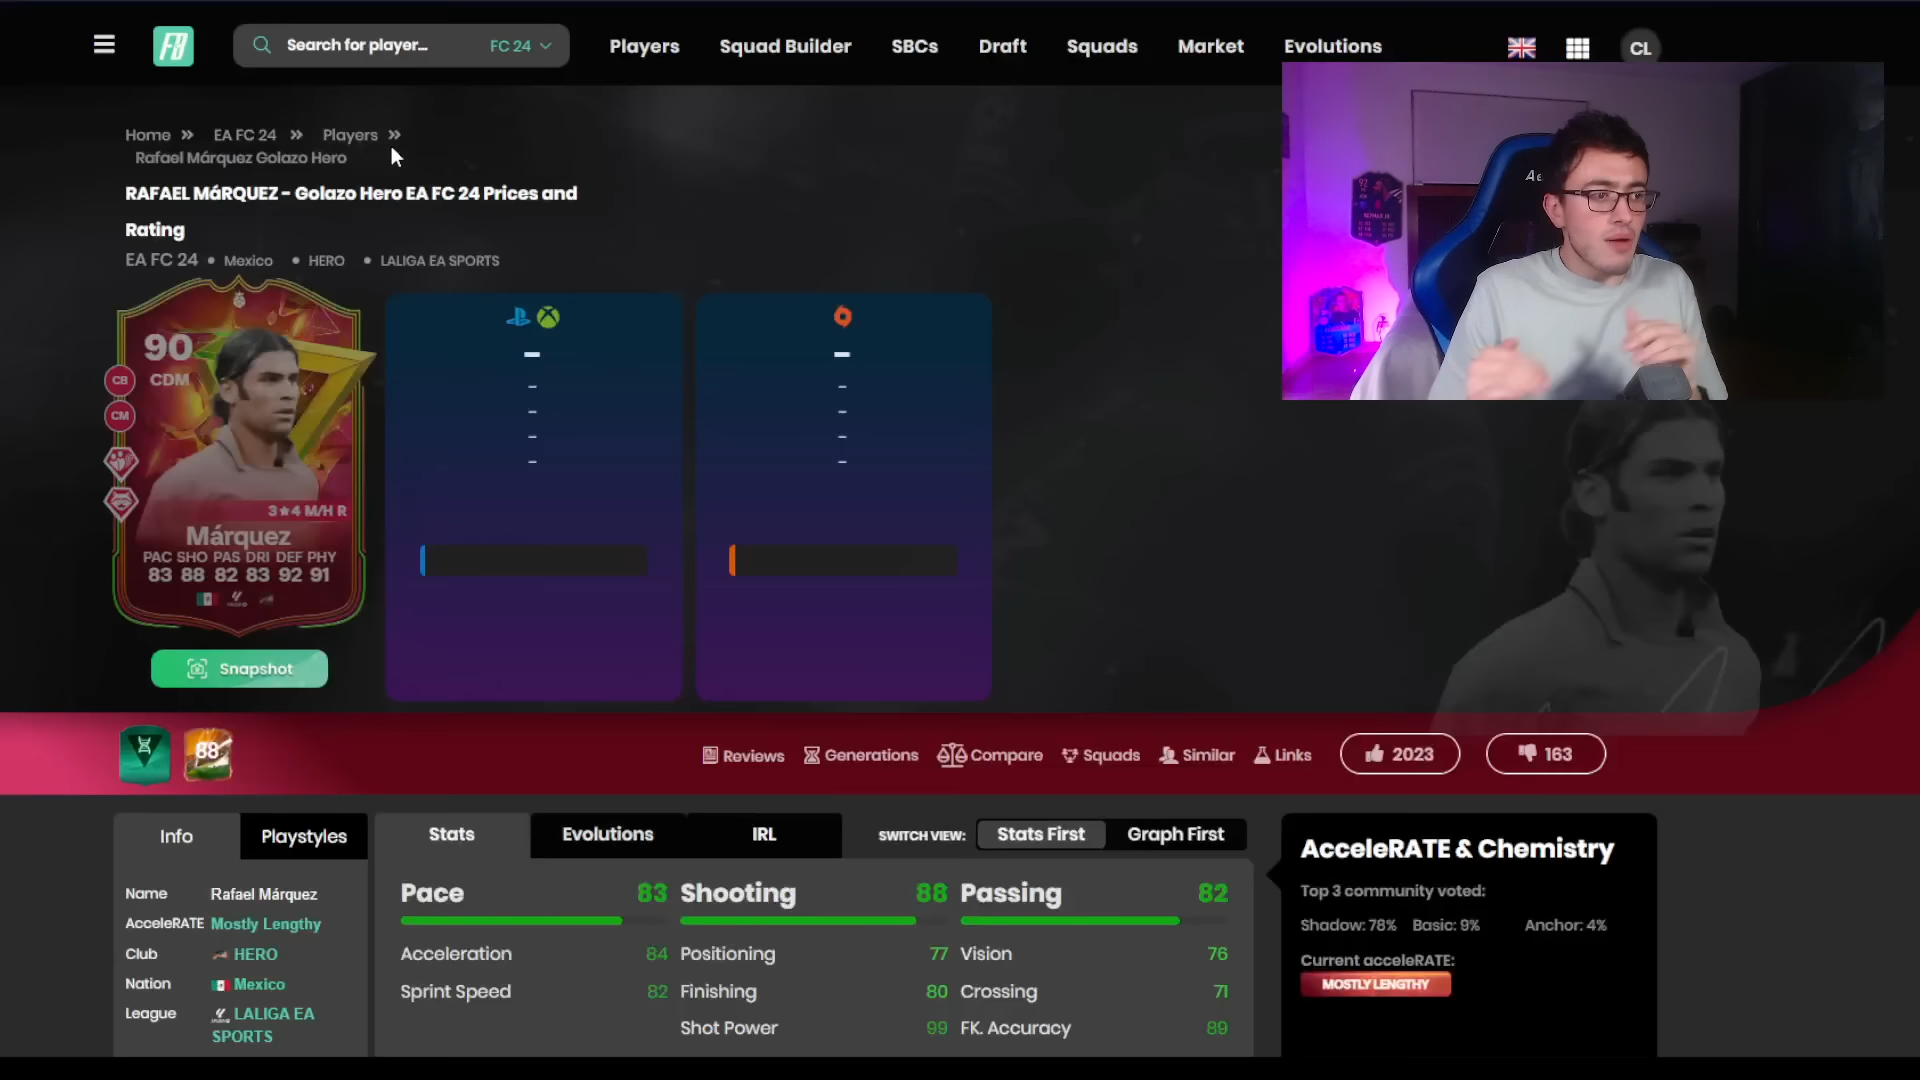 FB
Search for player...
FC 24
Players
Squad Builder
SBCs
Draft
Squads
Market
Evolutions
CL
Home » EA FC 24 » Players »
Rafael Márquez Golazo Hero
RAFAEL MáRQUEZ - Golazo Hero EA FC 24 Prices and
Rating
EA FC 24 • Mexico • HERO • LALIGA EA SPORTS
90
CDM
CB
CM
3★4 M/H R
Márquez
PAC SHO PAS DRI DEF PHY
83 88 82 83 92 91
Snapshot
88
Reviews
Generations
Compare
Squads
Similar
Links
2023
163
Info
Playstyles
Stats
Evolutions
IRL
SWITCH VIEW:
Stats First
Graph First
Name Rafael Márquez
AcceleRATE Mostly Lengthy
Club HERO
Nation Mexico
League LALIGA EA
SPORTS
Pace 83
Acceleration 84
Sprint Speed 82
Shooting 88
Positioning 77
Finishing 80
Shot Power 99
Passing 82
Vision 76
Crossing 71
FK. Accuracy 89
AcceleRATE & Chemistry
Top 3 community voted:
Shadow: 78% Basic: 9% Anchor: 4%
Current acceleRATE:
MOSTLY LENGTHY